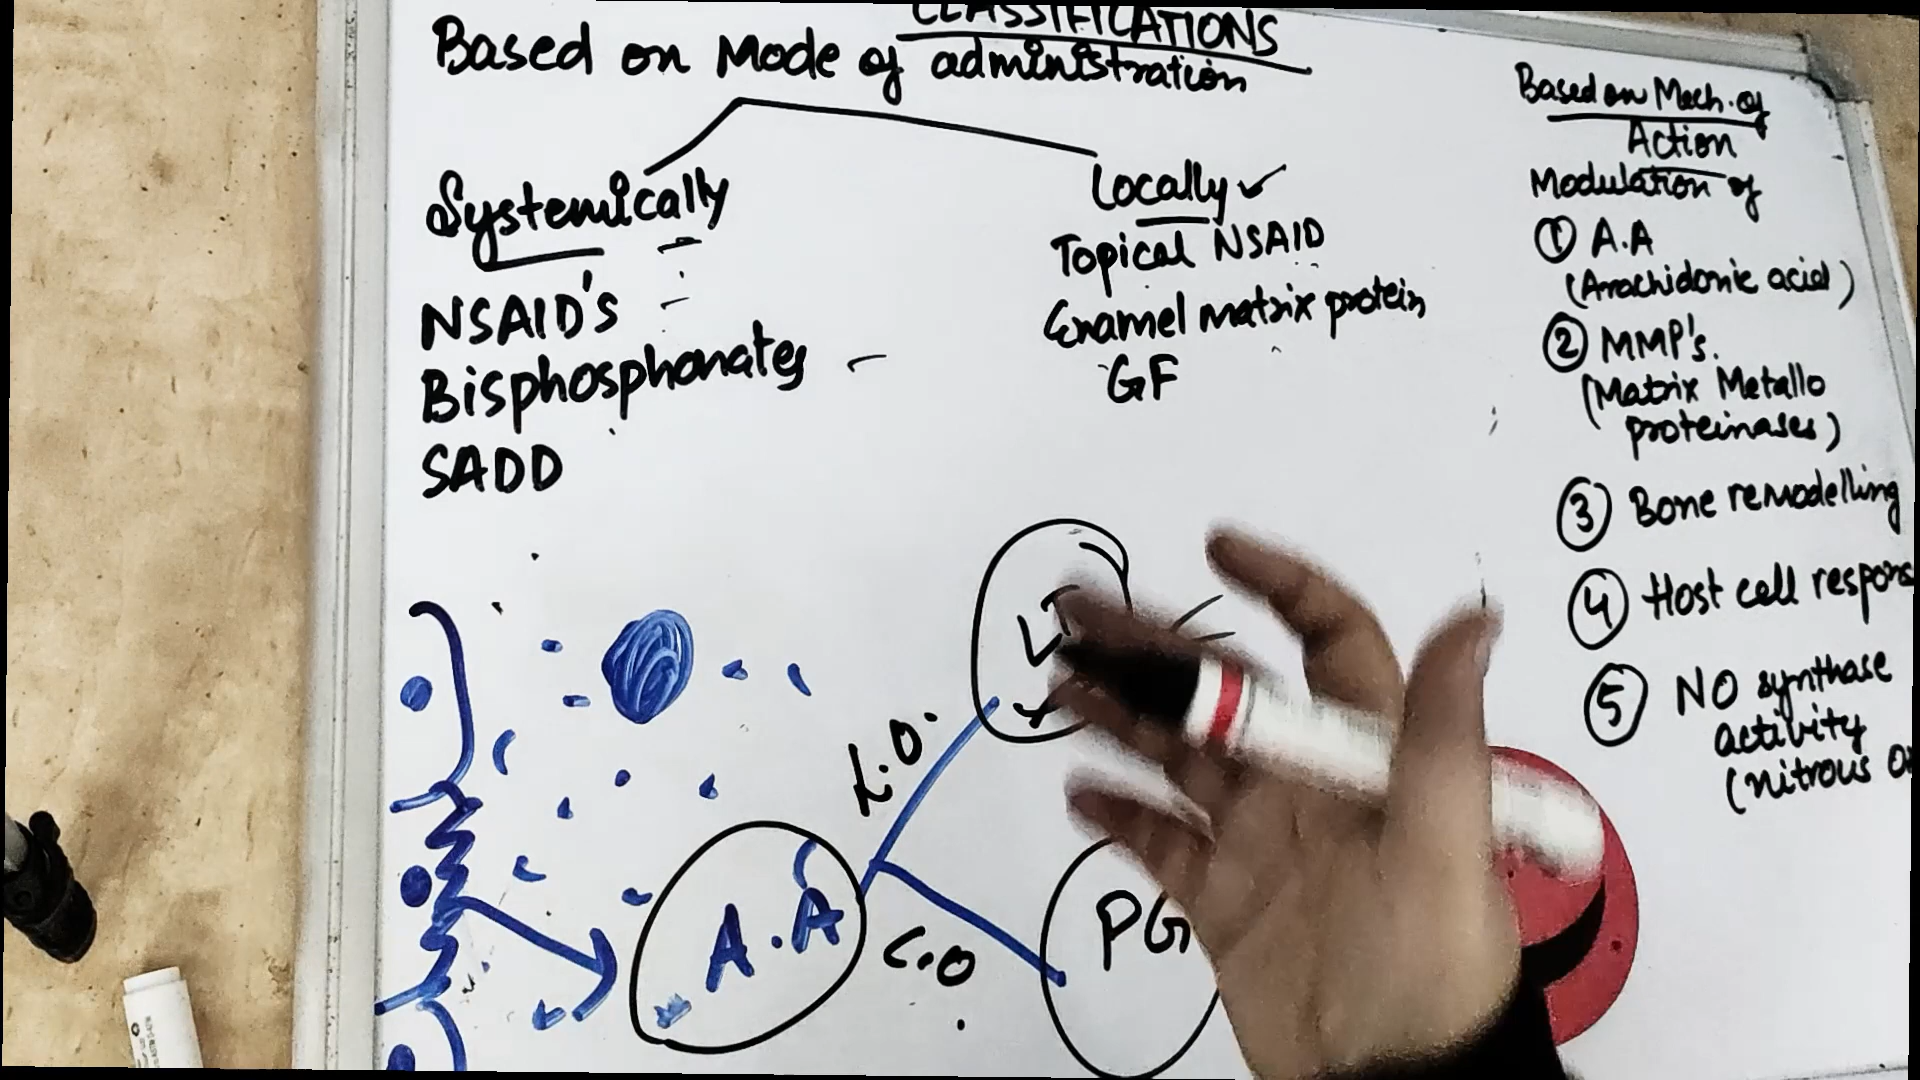 CLASSIFICATIONS
Based on Mode of administration
Systemically
NSAID's
Bisphosphonates
SADD
Locally
Topical NSAID
Enamel matrix protein
GF
Based on Mech. of
Action
Modulation of
① A.A
(Arachidonic acid)
② MMP's.
(Matrix Metallo
proteinases)
③ Bone remodelling
④ Host cell respons
⑤ NO synthase
activity
(nitrous
LT
L.O.
A.A
C.O
PG